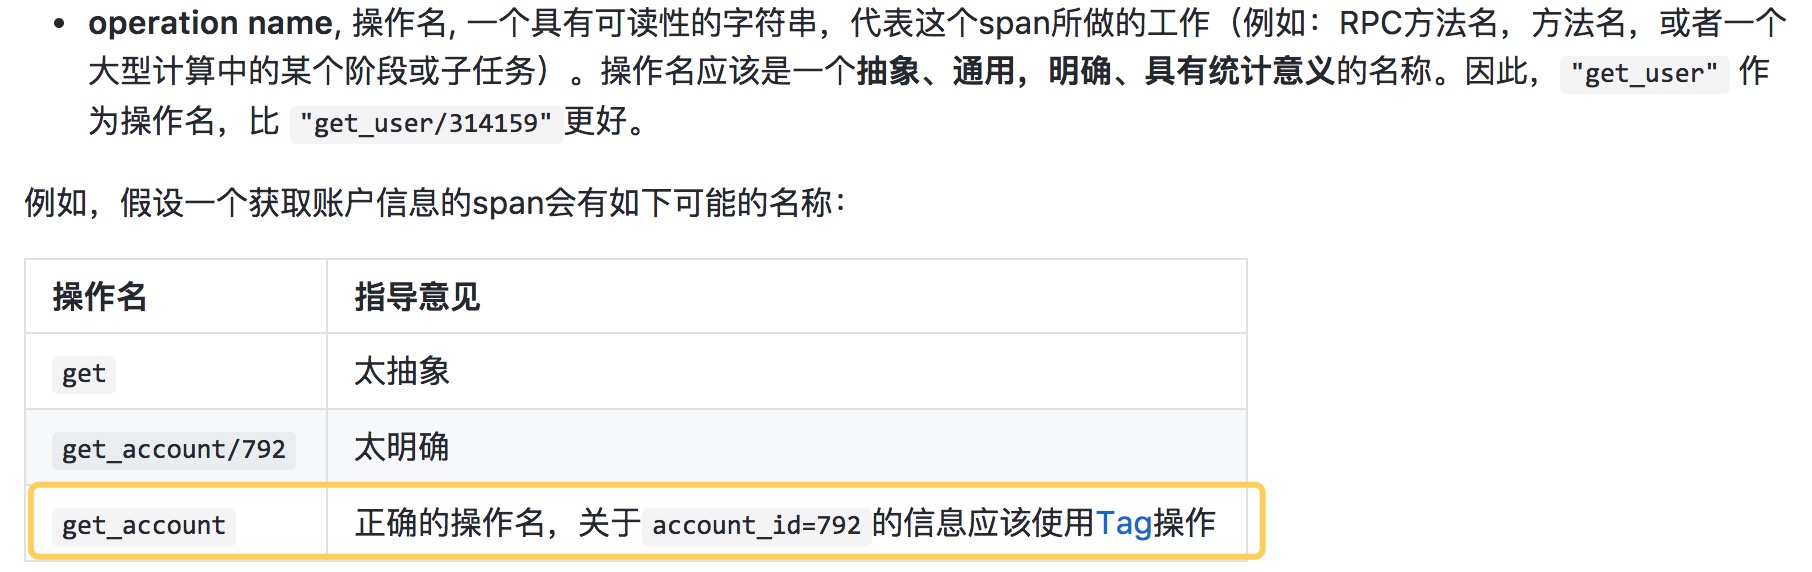 • operation name, 操作名, 一个具有可读性的字符串，代表这个span所做的工作（例如：RPC方法名，方法名，或者一个
大型计算中的某个阶段或子任务）。操作名应该是一个抽象、通用，明确、具有统计意义的名称。因此， "get_user" 作
为操作名，比 "get_user/314159" 更好。
例如，假设一个获取账户信息的span会有如下可能的名称：
操作名 指导意见
get 太抽象
get_account/792 太明确
get_account 正确的操作名，关于 account_id=792 的信息应该使用Tag操作